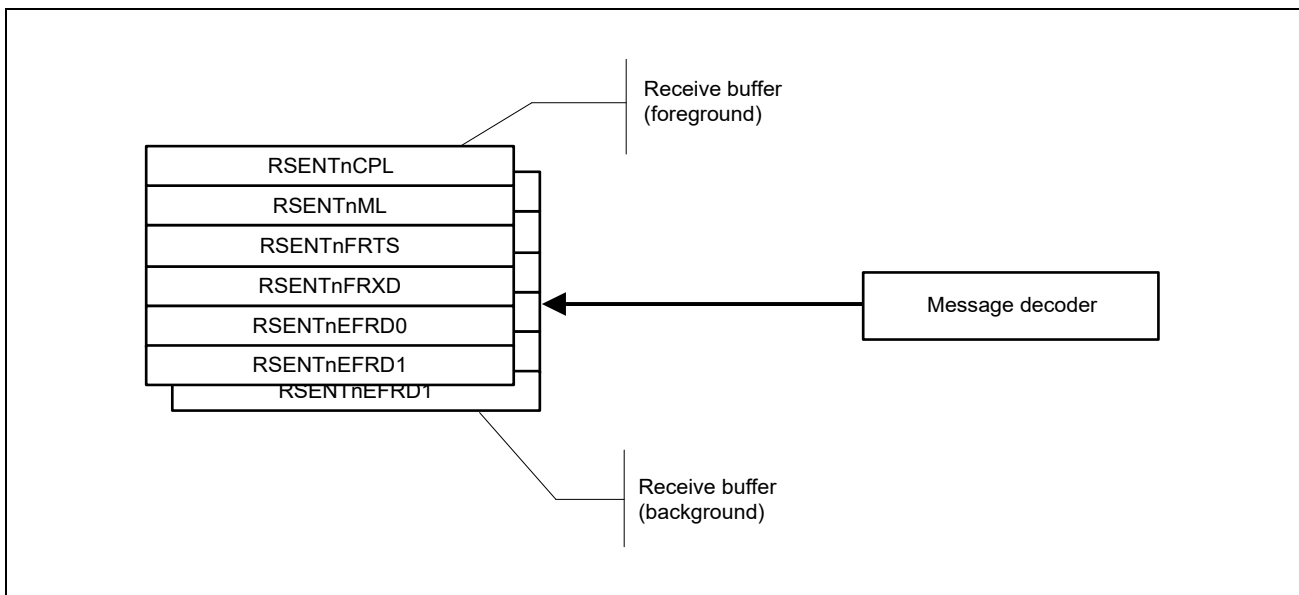 Receive buffer
(foreground)
RSENTnCPL
RSENTnML
RSENTnFRTS
RSENTnFRXD
RSENTnEFRD0
RSENTnEFRD1
RSENTnEFRD1
Message decoder
Receive buffer
(background)